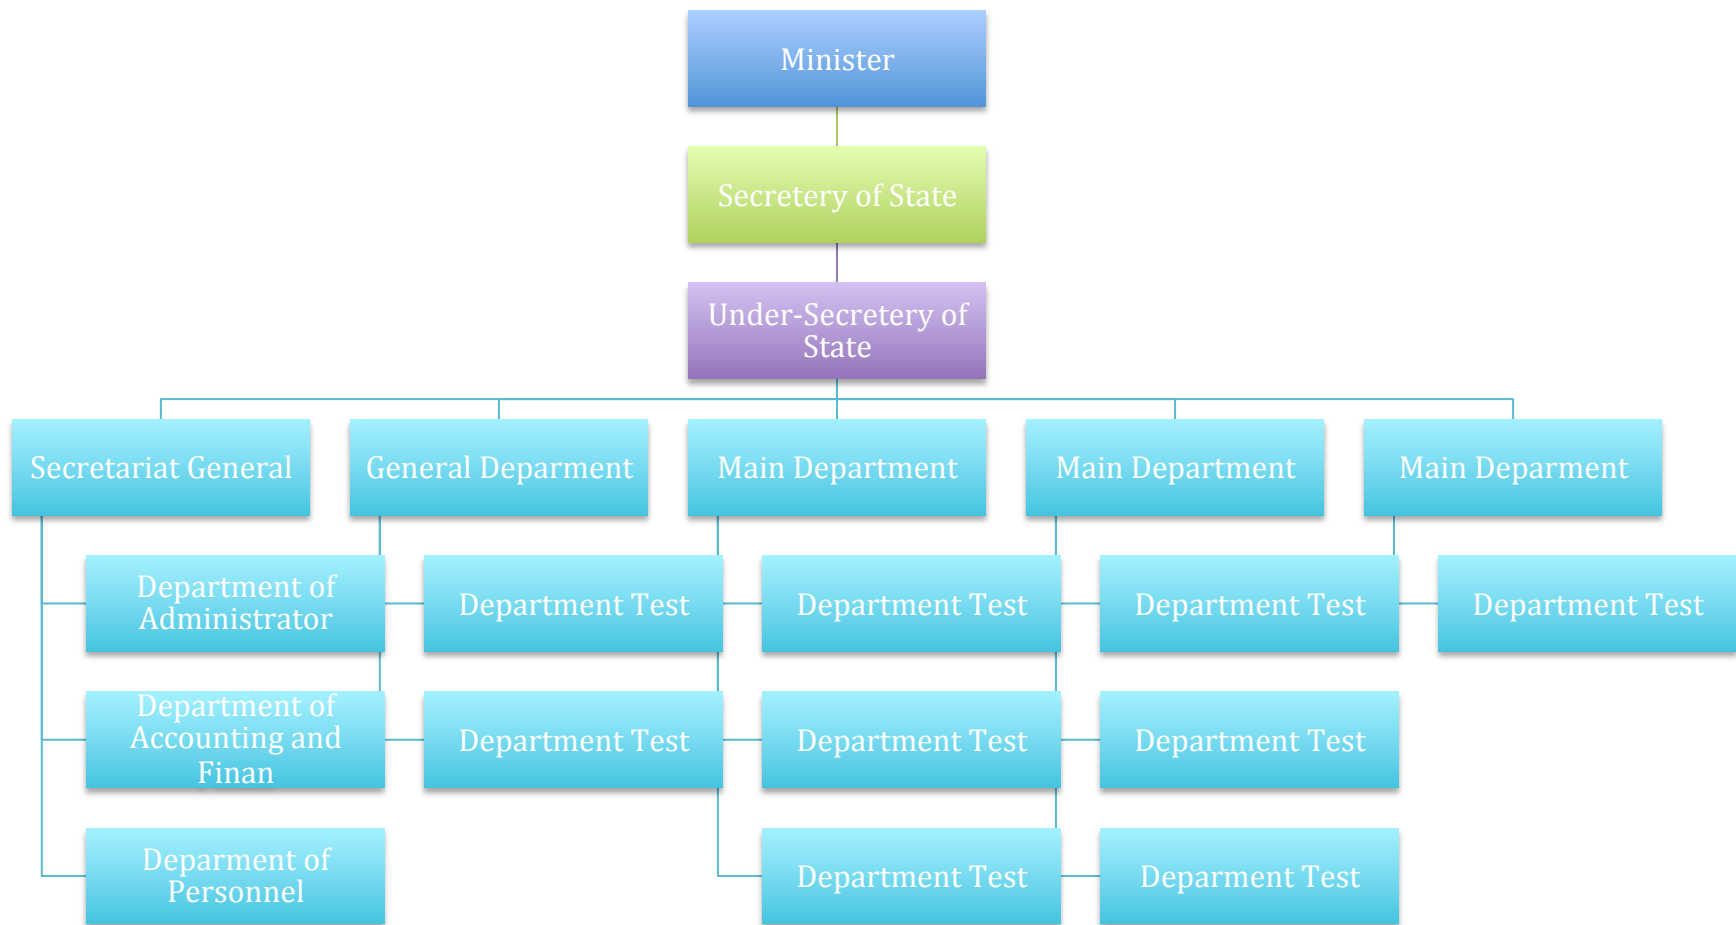 Minister
Secretery of State
Under-Secretery of
State
Secretariat General
General Deparment
Main Department
Main Department
Main Deparment
Department of
Administrator
Department Test
Department Test
Department Test
Department Test
Department of
Accounting and
Finan
Department Test
Department Test
Department Test
Deparment of
Personnel
Department Test
Deparment Test